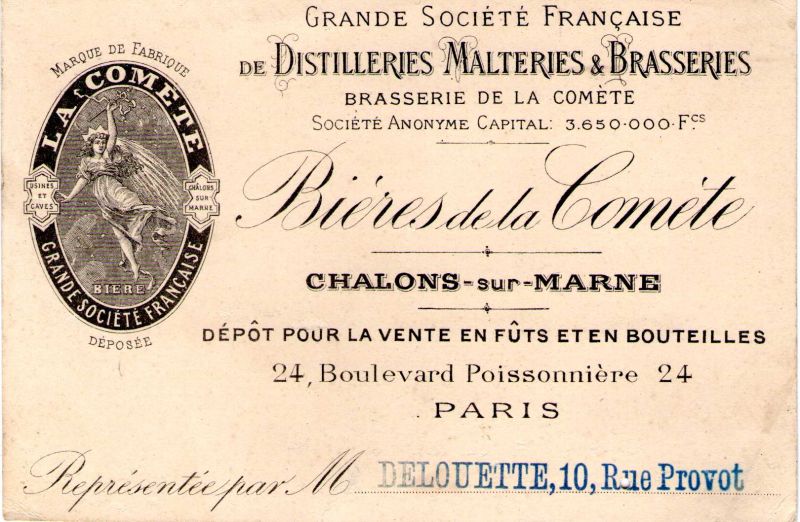 MARQUE DE FABRIQUE
LA COMÈTE
USINES
ET
CAVES
CHÂLONS
SUR
MARNE
BIÈRE
GRANDE SOCIÉTÉ FRANÇAISE
DÉPOSÉE
GRANDE SOCIÉTÉ FRANÇAISE
DE DISTILLERIES MALTERIES & BRASSERIES
BRASSERIE DE LA COMÈTE
SOCIÉTÉ ANONYME CAPITAL: 3.650.000.Fcs
Bières de la Comète
CHALONS-sur-MARNE
DÉPÔT POUR LA VENTE EN FÛTS ET EN BOUTEILLES
24, Boulevard Poissonnière 24
PARIS
Représentée par M DELOUETTE, 10, Rue Provot